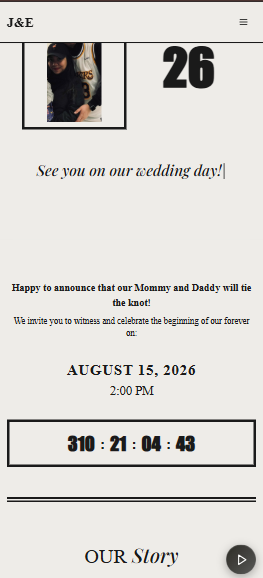 J&E
26
See you on our wedding day!|
Happy to announce that our Mommy and Daddy will tie
the knot!
We invite you to witness and celebrate the beginning of our forever
on:
AUGUST 15, 2026
2:00 PM
310 : 21 : 04 : 43
OUR Story